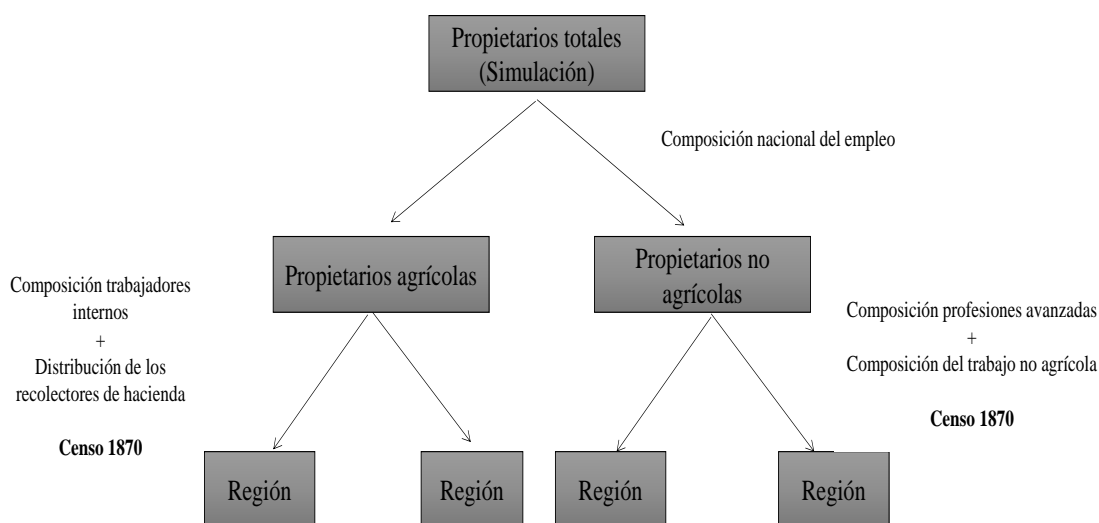 Propietarios totales
(Simulación)
Composición nacional del empleo
Propietarios agrícolas
Propietarios no
agrícolas
Composición trabajadores
internos
+
Distribución de los
recolectores de hacienda
Censo 1870
Composición profesiones avanzadas
+
Composición del trabajo no agrícola
Censo 1870
Región
Región
Región
Región